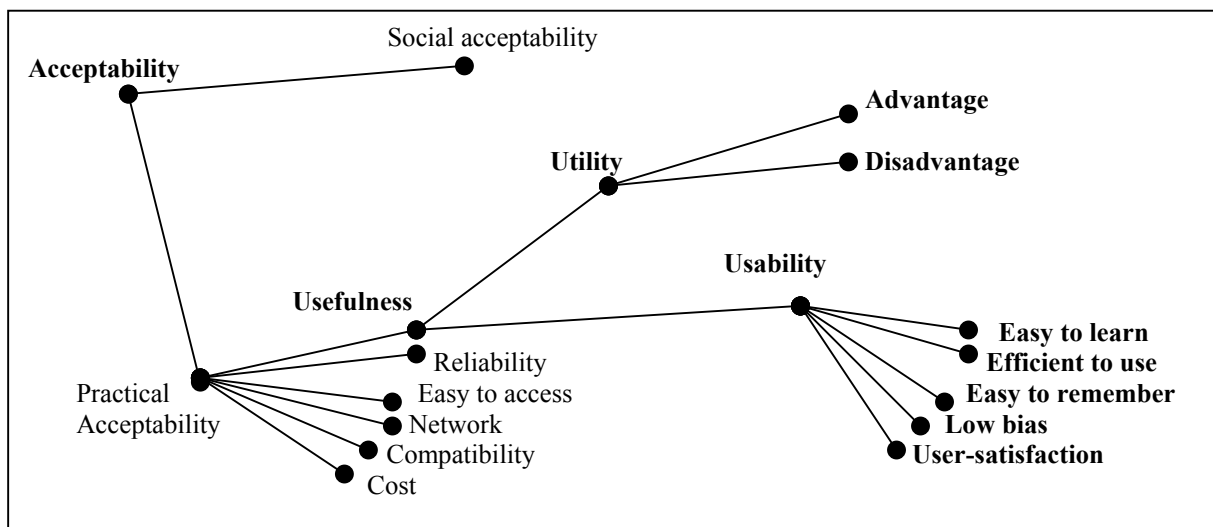 Social acceptability
Acceptability
Advantage
Utility
Disadvantage
Usability
Usefulness
Easy to learn
Reliability
Efficient to use
Practical
Acceptability
Easy to access
Easy to remember
Network
Low bias
Compatibility
User-satisfaction
Cost